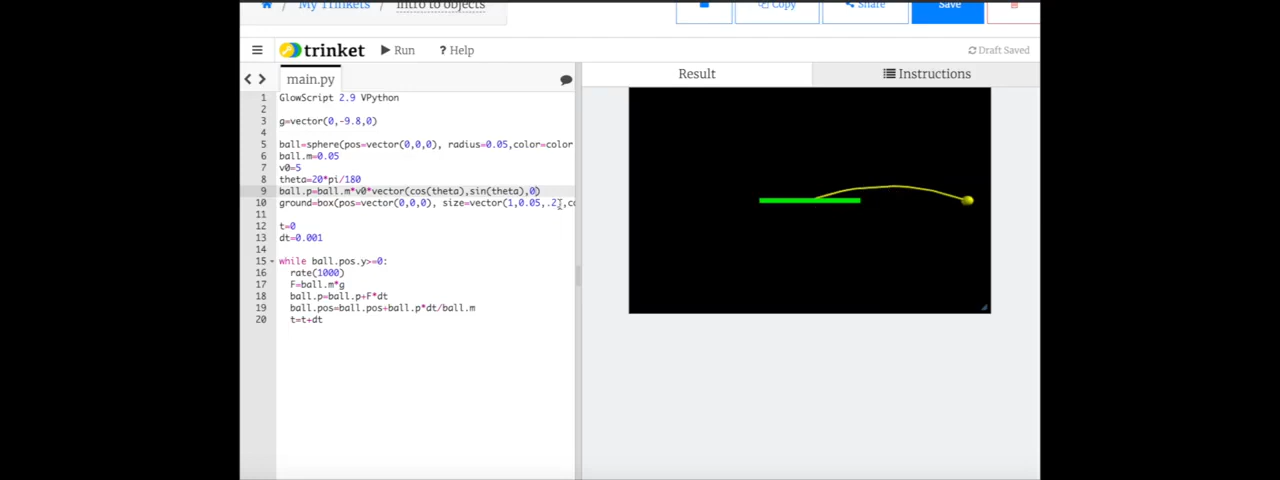 My Trinkets / Intro to objects
Copy
Share
Save
trinket
Run
? Help
Draft Saved
main.py
Result
Instructions
1 GlowScript 2.9 VPython
2
3 g=vector(0,-9.8,0)
4
5 ball=sphere(pos=vector(0,0,0), radius=0.05,color=color
6 ball.m=0.05
7 v0=5
8 theta=20*pi/180
9 ball.p=ball.m*v0*vector(cos(theta),sin(theta),0)
10 ground=box(pos=vector(0,0,0), size=vector(1,0.05,.2),co
11
12 t=0
13 dt=0.001
14
15 while ball.pos.y>=0:
16 rate(1000)
17 F=ball.m*g
18 ball.p=ball.p+F*dt
19 ball.pos=ball.pos+ball.p*dt/ball.m
20 t=t+dt